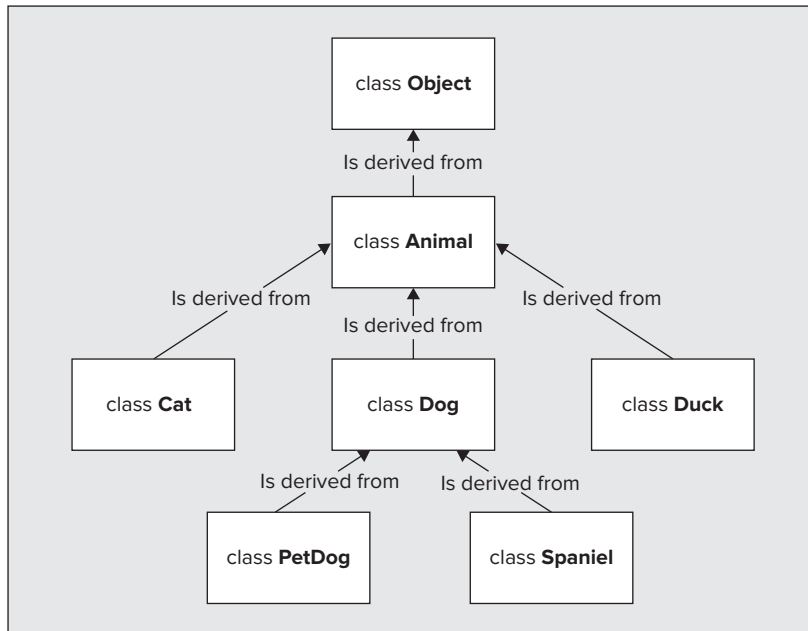 class Object
Is derived from
class Animal
Is derived from
Is derived from
Is derived from
class Cat
class Dog
class Duck
Is derived from
Is derived from
class PetDog
class Spaniel